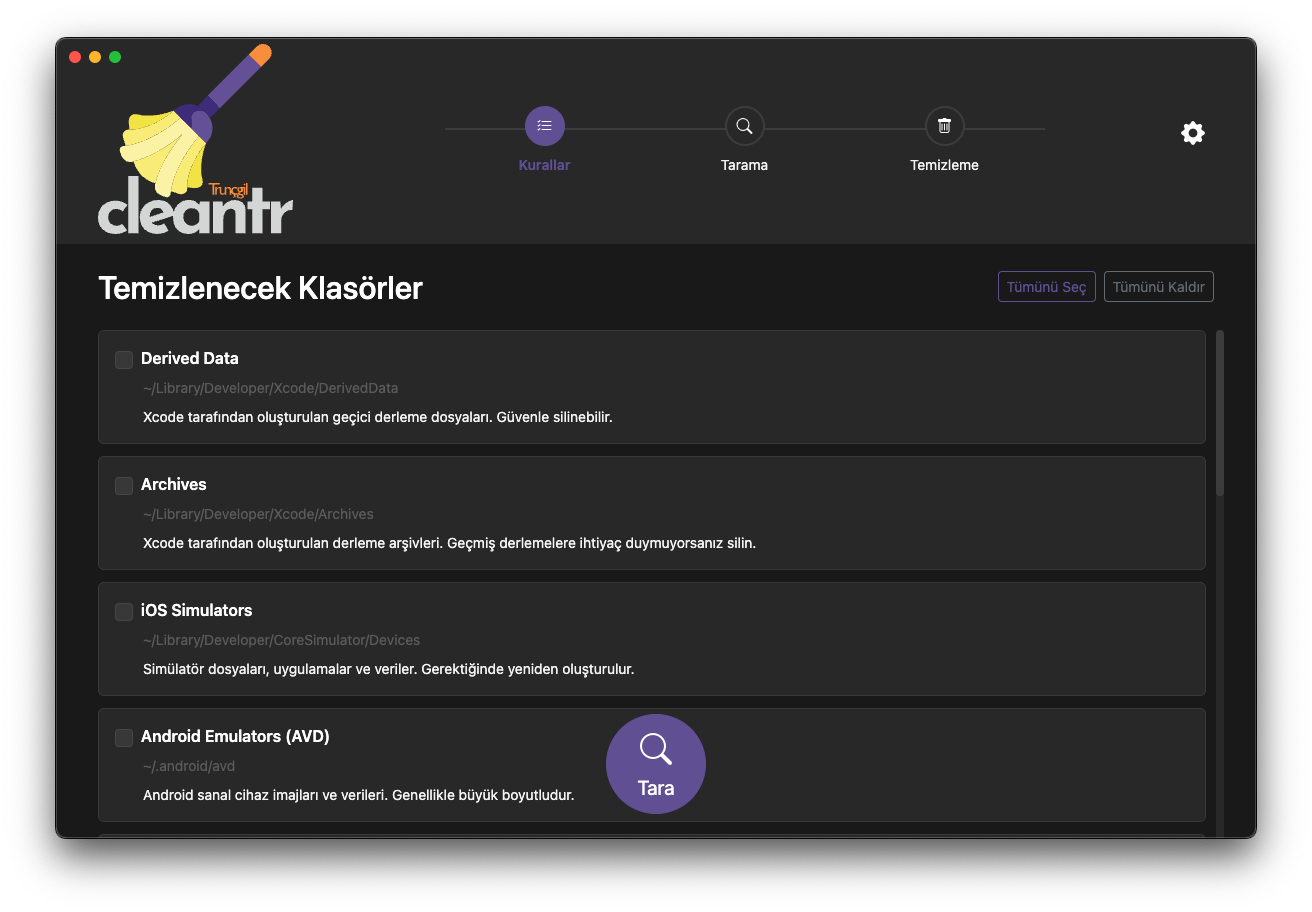 Trunçgil
cleantr
Kurallar
Tarama
Temizleme
Temizlenecek Klasörler
Tümünü Seç
Tümünü Kaldır
Derived Data
~/Library/Developer/Xcode/DerivedData
Xcode tarafından oluşturulan geçici derleme dosyaları. Güvenle silinebilir.
Archives
~/Library/Developer/Xcode/Archives
Xcode tarafından oluşturulan derleme arşivleri. Geçmiş derlemelere ihtiyaç duymuyorsanız silin.
iOS Simulators
~/Library/Developer/CoreSimulator/Devices
Simülatör dosyaları, uygulamalar ve veriler. Gerektiğinde yeniden oluşturulur.
Android Emulators (AVD)
~/.android/avd
Android sanal cihaz imajları ve verileri. Genellikle büyük boyutludur.
Tara